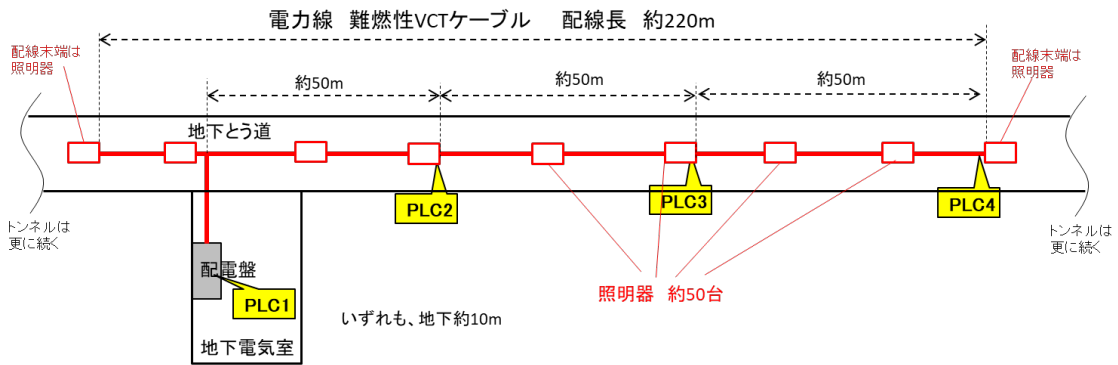 電力線 難燃性VCTケーブル 配線長 約220m
配線末端は
照明器
配線末端は
照明器
約50m
約50m
約50m
地下とう道
PLC2
PLC3
PLC4
トンネルは
更に続く
トンネルは
更に続く
配電盤
PLC1
照明器 約50台
いずれも、地下約10m
地下電気室